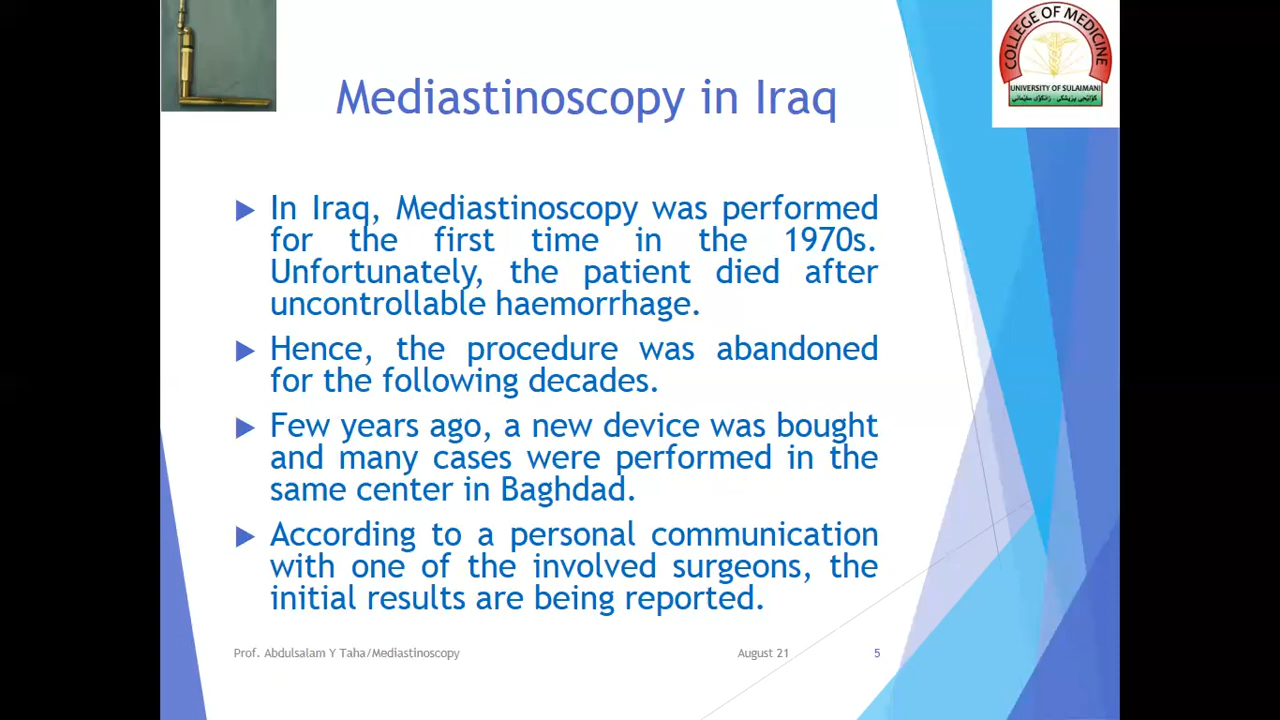 COLLEGE OF MEDICINE
UNIVERSITY OF SULAIMANI
Mediastinoscopy in Iraq
In Iraq, Mediastinoscopy was performed
for the first time in the 1970s.
Unfortunately, the patient died after
uncontrollable haemorrhage.
Hence, the procedure was abandoned
for the following decades.
Few years ago, a new device was bought
and many cases were performed in the
same center in Baghdad.
According to a personal communication
with one of the involved surgeons, the
initial results are being reported.
Prof. Abdulsalam Y Taha/Mediastinoscopy
August 21
5